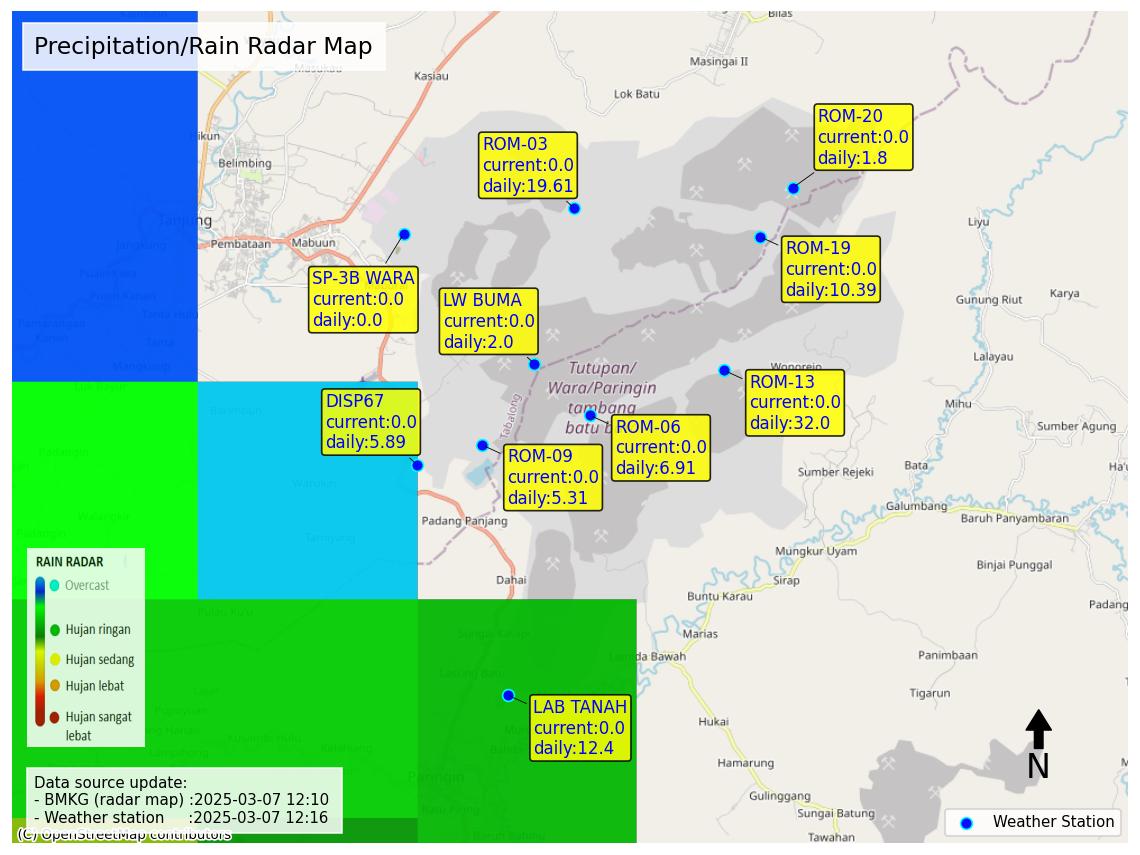 Precipitation/Rain Radar Map
Bilas
Masingai II
Kasiau
Lok Batu
Masukau
Hikun
Belimbing
Tanjung
Pembataan
Mabuun
Jangkung
Liyu
Gunung Riut
Karya
Lalayau
Mihu
Wonorejo
Sumber Agung
Bata
Sumber Rejeki
Galumbang
Baruh Panyambaran
Mungkur Uyam
Binjai Punggal
Sirap
Buntu Karau
Padang
Marias
Panimbaan
Tigarun
Hukai
Hamarung
Gulinggang
Sungai Batung
Tawahan
Padang Panjang
Dahai
Tabalong
Tutupan/
Wara/Paringin
tambang
batu b
ROM-20
current:0.0
daily:1.8
ROM-03
current:0.0
daily:19.61
ROM-19
current:0.0
daily:10.39
SP-3B WARA
current:0.0
daily:0.0
LW BUMA
current:0.0
daily:2.0
ROM-13
current:0.0
daily:32.0
DISP67
current:0.0
daily:5.89
ROM-06
current:0.0
daily:6.91
ROM-09
current:0.0
daily:5.31
LAB TANAH
current:0.0
daily:12.4
Paringin
RAIN RADAR
Overcast
Hujan ringan
Hujan sedang
Hujan lebat
Hujan sangat
lebat
Data source update:
- BMKG (radar map) :2025-03-07 12:10
- Weather station :2025-03-07 12:16
(C) OpenStreetMap contributors
N
Weather Station